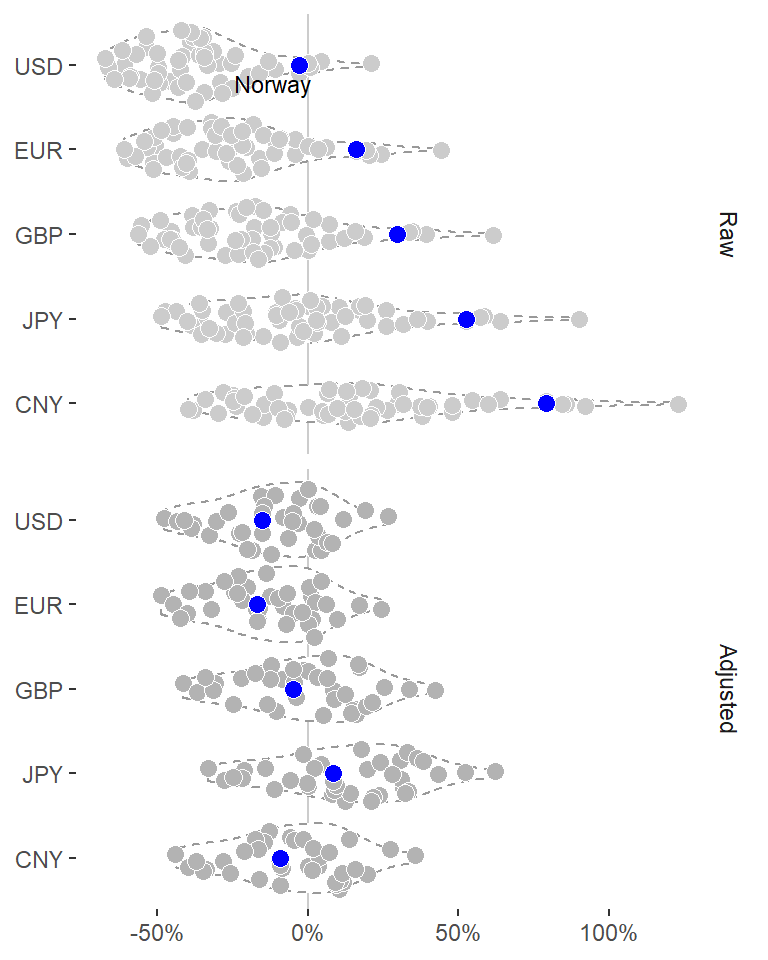 USD
Norway
EUR
GBP
JPY
CNY
Raw
USD
EUR
GBP
JPY
CNY
Adjusted
-50% 0% 50% 100%